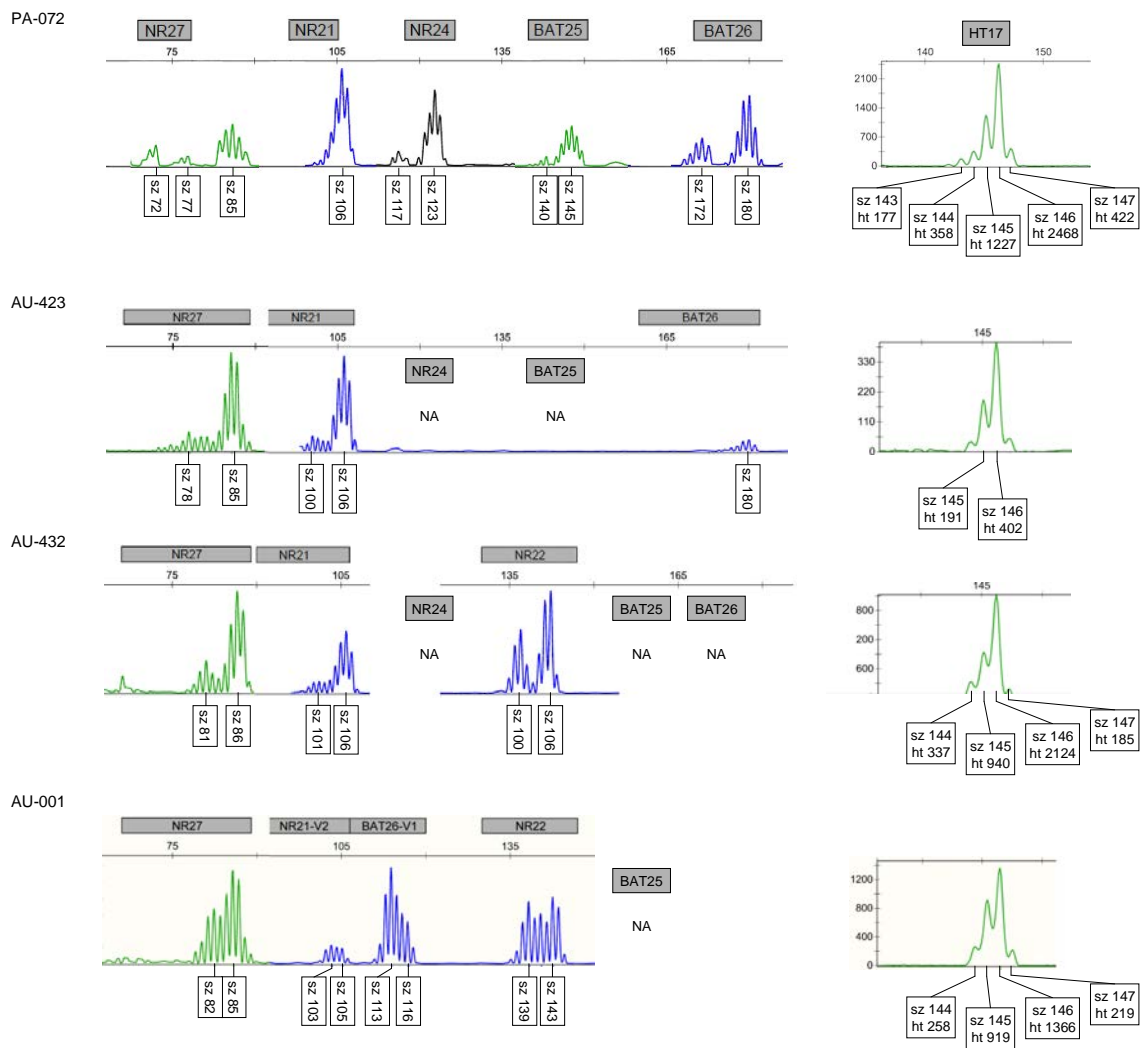 PA-072
NR27 NR21 NR24 BAT25 BAT26 HT17
75 105 135 165 140 150
2100
1400
700
0
sz 72 sz 77 sz 85 sz 106 sz 117 sz 123 sz 140 sz 145 sz 172 sz 180
sz 143 ht 177
sz 144 ht 358
sz 145 ht 1227
sz 146 ht 2468
sz 147 ht 422
AU-423
NR27 NR21 BAT26
75 105 135 165 145
NR24 BAT25
NA NA
330
220
110
0
sz 78 sz 85 sz 100 sz 106 sz 180
sz 145 ht 191
sz 146 ht 402
AU-432
NR27 NR21 NR22
75 105 135 165 145
NR24 BAT25 BAT26
NA NA NA
800
200
600
sz 81 sz 86 sz 101 sz 106 sz 100 sz 106
sz 144 ht 337
sz 145 ht 940
sz 146 ht 2124
sz 147 ht 185
AU-001
NR27 NR21-V2 BAT26-V1 NR22
75 105 135
BAT25
NA
1200
800
400
0
sz 82 sz 85 sz 103 sz 105 sz 113 sz 116 sz 139 sz 143
sz 144 ht 258
sz 145 ht 919
sz 146 ht 1366
sz 147 ht 219